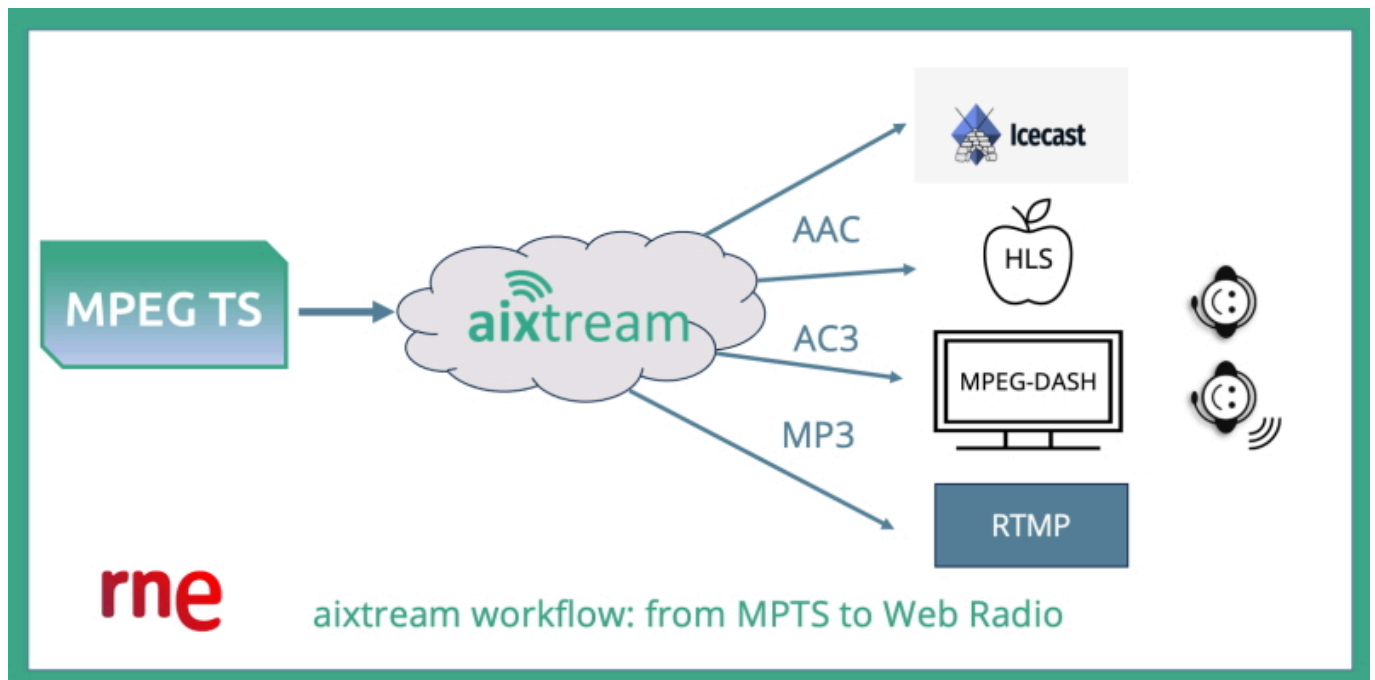 Icecast
AAC
HLS
MPEG TS
aixtream
AC3
MPEG-DASH
MP3
RTMP
rne
aixtream workflow: from MPTS to Web Radio